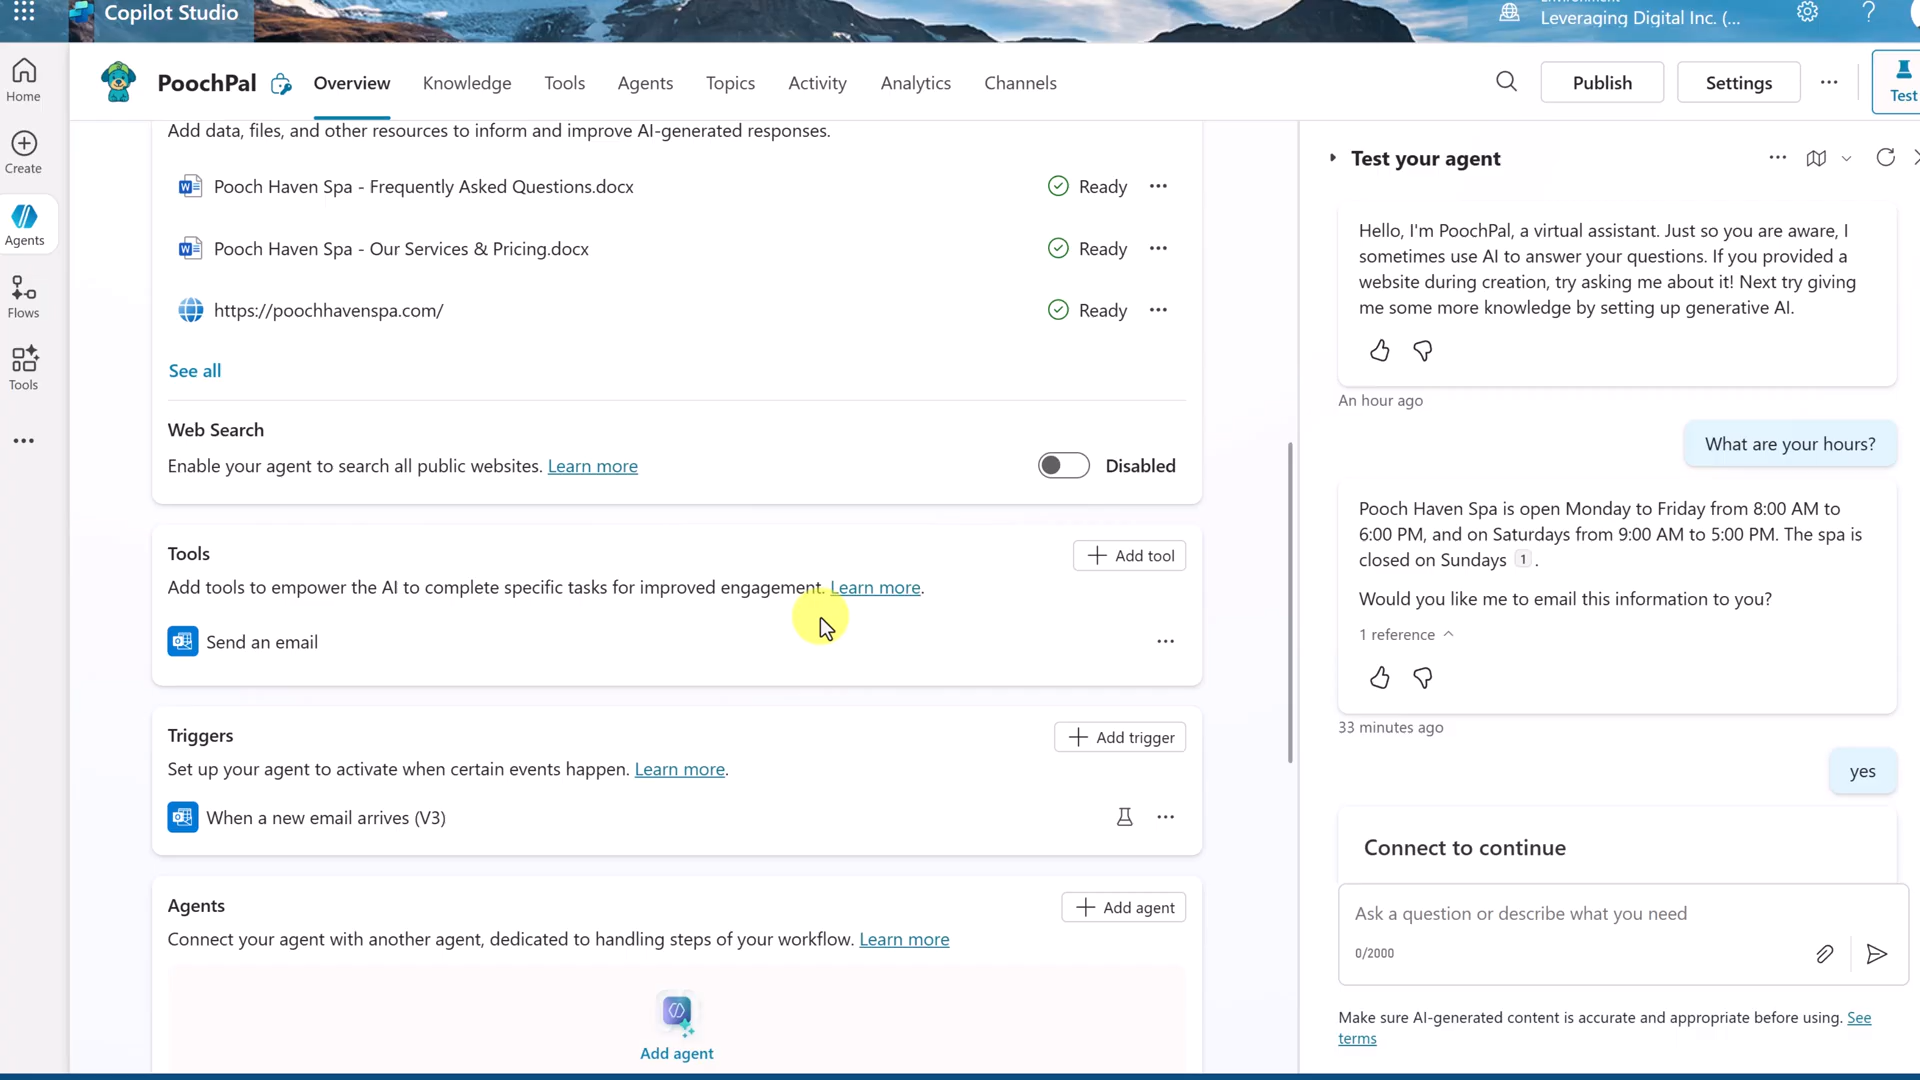 Copilot Studio
Leveraging Digital Inc. (...
Home
Create
Agents
Flows
Tools
PoochPal
Overview
Knowledge
Tools
Agents
Topics
Activity
Analytics
Channels
Publish
Settings
Test
Add data, files, and other resources to inform and improve AI-generated responses.
Pooch Haven Spa - Frequently Asked Questions.docx
Ready
Pooch Haven Spa - Our Services & Pricing.docx
Ready
https://poochhavenspa.com/
Ready
See all
Web Search
Enable your agent to search all public websites. Learn more
Disabled
Tools
Add tool
Add tools to empower the AI to complete specific tasks for improved engagement. Learn more.
Send an email
Triggers
Add trigger
Set up your agent to activate when certain events happen. Learn more.
When a new email arrives (V3)
Agents
Add agent
Connect your agent with another agent, dedicated to handling steps of your workflow. Learn more
Add agent
Test your agent
Hello, I'm PoochPal, a virtual assistant. Just so you are aware, I
sometimes use AI to answer your questions. If you provided a
website during creation, try asking me about it! Next try giving
me some more knowledge by setting up generative AI.
An hour ago
What are your hours?
Pooch Haven Spa is open Monday to Friday from 8:00 AM to
6:00 PM, and on Saturdays from 9:00 AM to 5:00 PM. The spa is
closed on Sundays 1 .
Would you like me to email this information to you?
1 reference
33 minutes ago
yes
Connect to continue
Ask a question or describe what you need
0/2000
Make sure AI-generated content is accurate and appropriate before using. See
terms